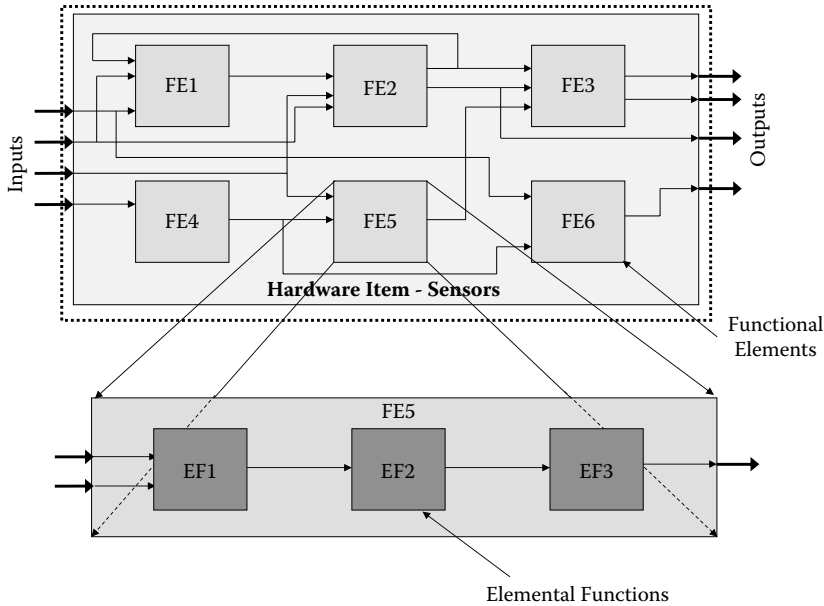 FE1
FE2
FE3
Inputs
Outputs
FE4
FE5
FE6
Hardware Item - Sensors
Functional
Elements
FE5
EF1
EF2
EF3
Elemental Functions